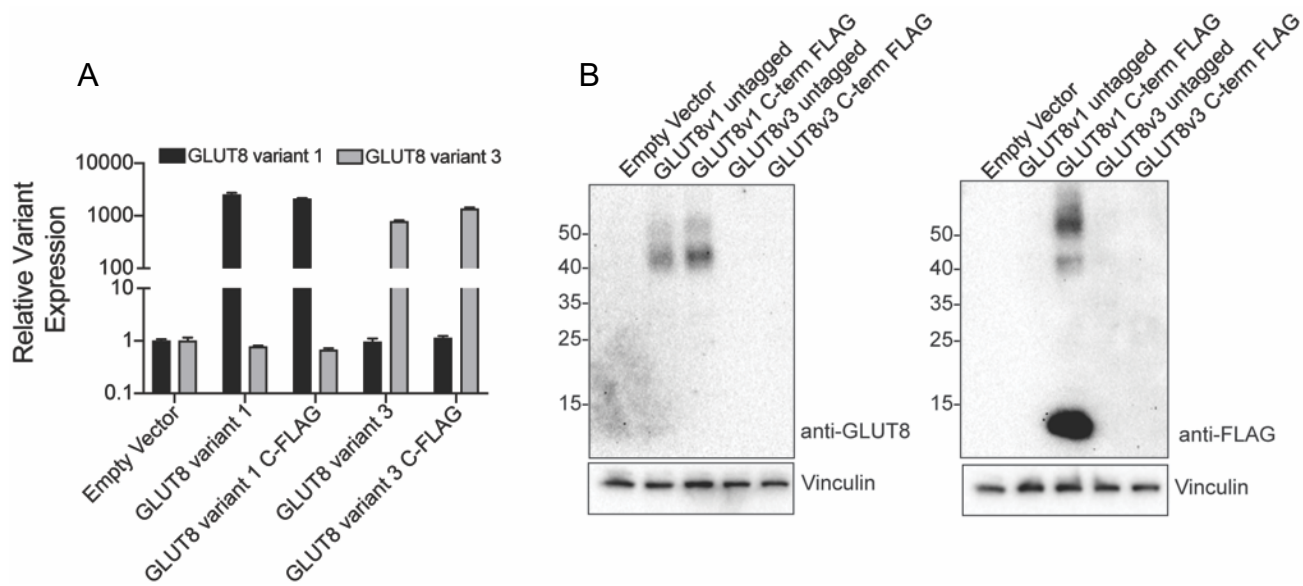 A
GLUT8 variant 1
GLUT8 variant 3
Relative Variant
Expression
10000
1000
100
10
1
0.1
Empty Vector
GLUT8 variant 1
GLUT8 variant 1 C-FLAG
GLUT8 variant 3
GLUT8 variant 3 C-FLAG
B
Empty Vector
GLUT8v1 untagged
GLUT8v1 C-term FLAG
GLUT8v3 untagged
GLUT8v3 C-term FLAG
50
40
35
25
15
anti-GLUT8
Vinculin
Empty Vector
GLUT8v1 untagged
GLUT8v1 C-term FLAG
GLUT8v3 untagged
GLUT8v3 C-term FLAG
50
40
35
25
15
anti-FLAG
Vinculin